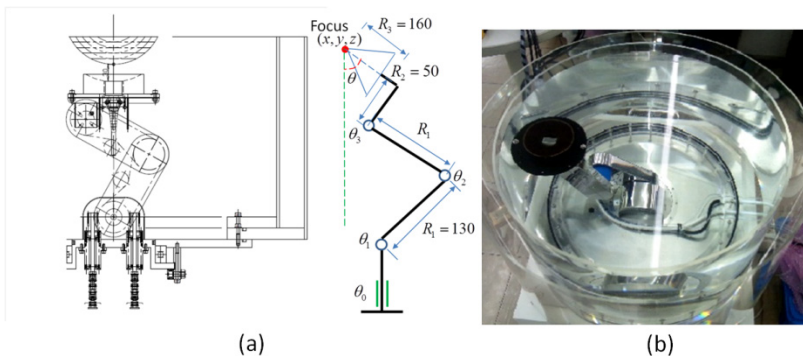 Focus
(x, y, z)
R₃ = 160
θ
R₂ = 50
θ₃
R₁
θ₂
θ₁
R₁ = 130
θ₀
(a)
(b)